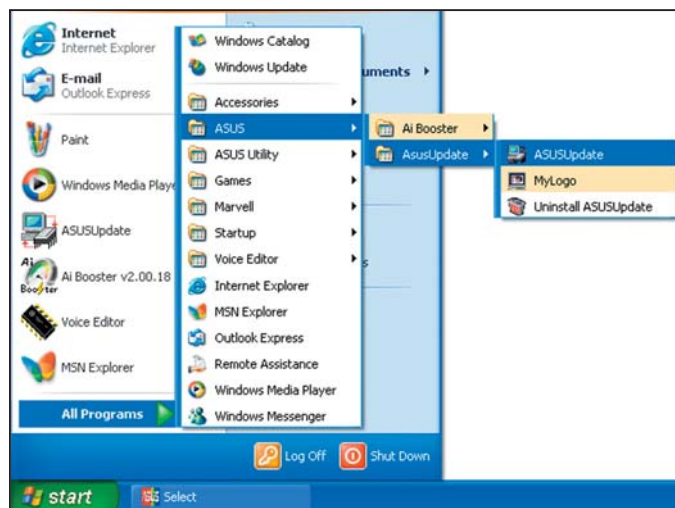 Internet
Internet Explorer
E-mail
Outlook Express
Paint
Windows Media Playe
ASUSUpdate
Ai Booster v2.00.18
Voice Editor
MSN Explorer
All Programs
Windows Catalog
Windows Update
Accessories
ASUS
ASUS Utility
Games
Marvell
Startup
Voice Editor
Internet Explorer
MSN Explorer
Outlook Express
Remote Assistance
Windows Media Player
Windows Messenger
uments
s
Ai Booster
AsusUpdate
ASUSUpdate
MyLogo
Uninstall ASUSUpdate
Log Off
Shut Down
start
Select